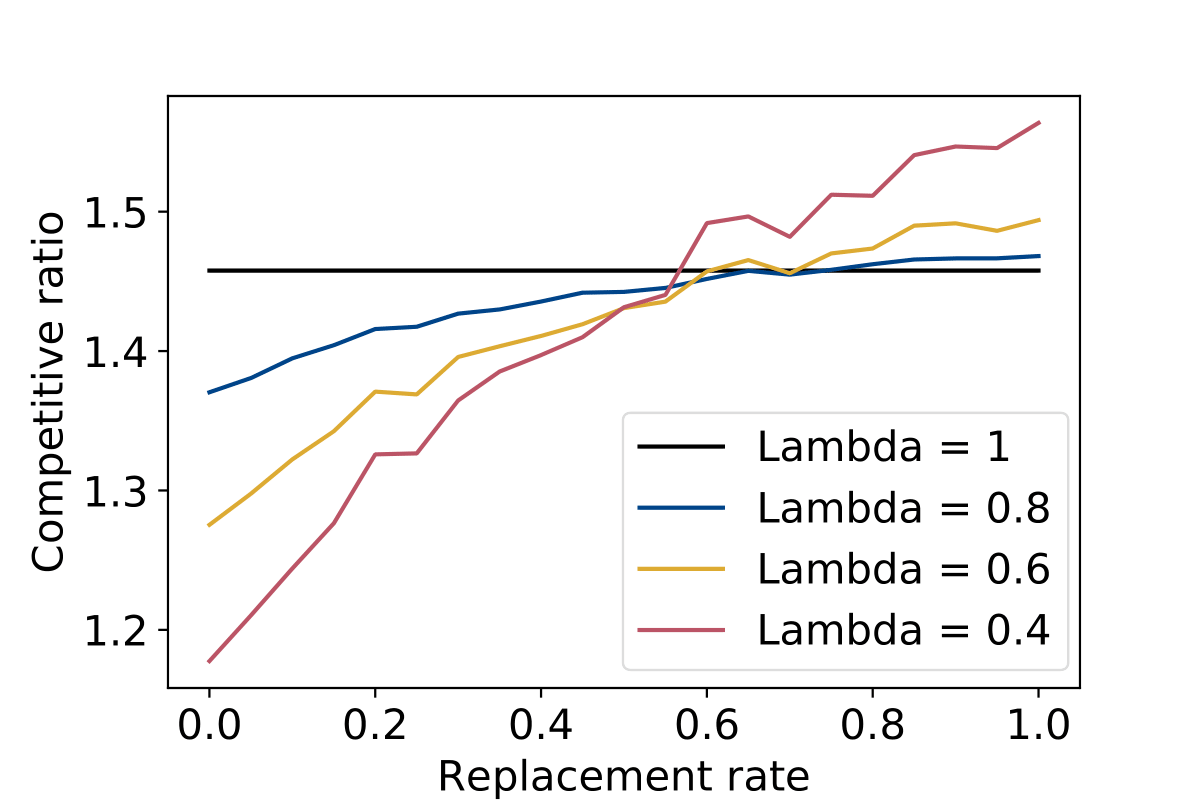 Competitive ratio
1.5
1.4
1.3
1.2
Lambda = 1
Lambda = 0.8
Lambda = 0.6
Lambda = 0.4
0.0 0.2 0.4 0.6 0.8 1.0
Replacement rate